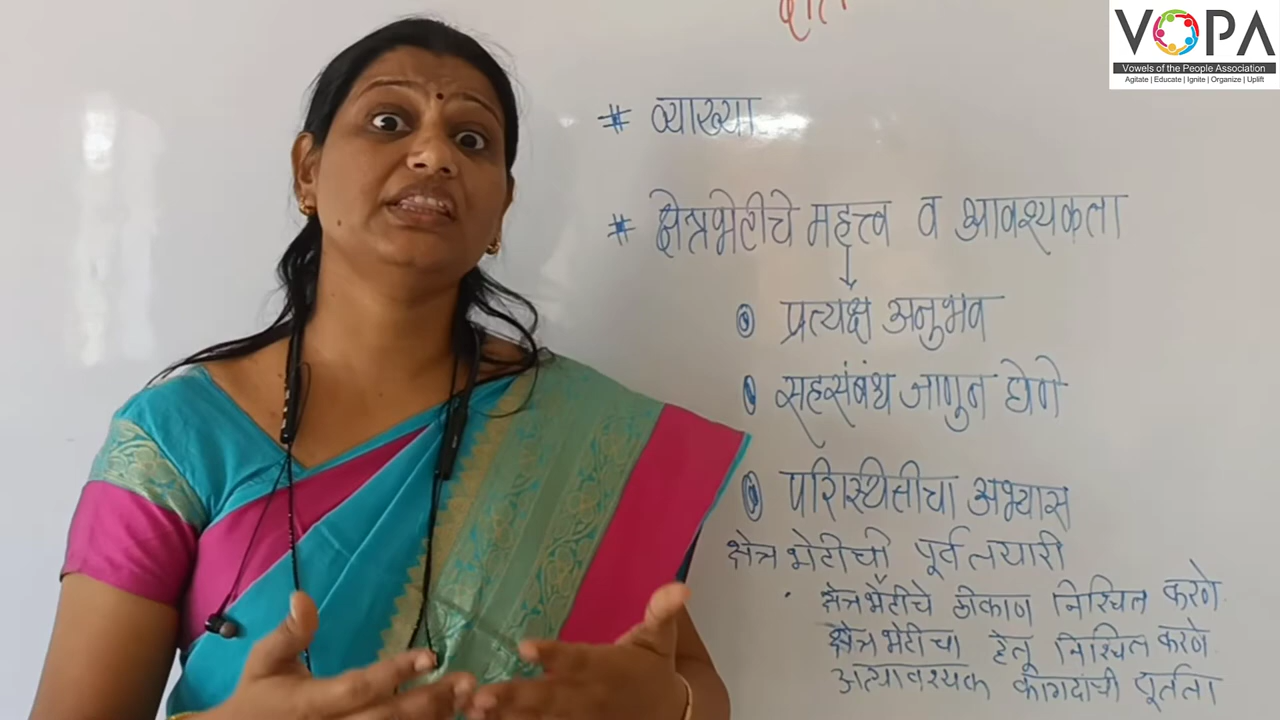 VOPA
Vowels of the People Association
Agitate | Educate | Ignite | Organize | Uplift
# व्याख्या
# क्षेत्रभेटीचे महत्त्व व आवश्यकता
प्रत्यक्ष अनुभव
सहसंबंध जाणुन घेणे
परिस्थितीचा अभ्यास
क्षेत्रभेटीची पूर्वतयारी
क्षेत्रभेटीचे ठिकाण निश्चित करणे
क्षेत्रभेटीचा हेतू निश्चित करणे
अत्यावश्यक कागदांची पूर्तता